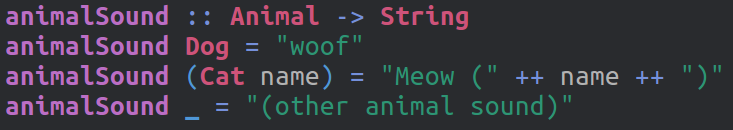 animalSound :: Animal -> String
animalSound Dog = "woof"
animalSound (Cat name) = "Meow (" ++ name ++ ")"
animalSound _ = "(other animal sound)"